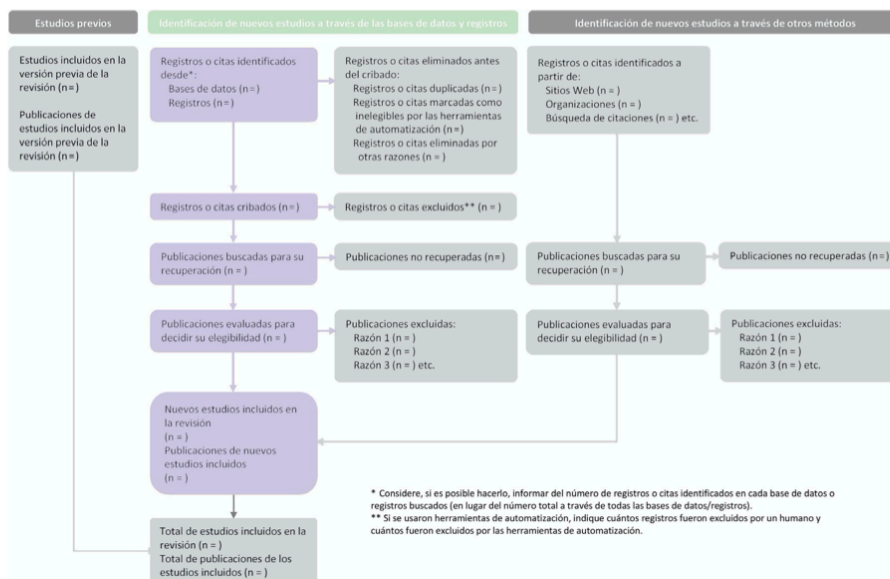 Estudios previos
Identificación de nuevos estudios a través de las bases de datos y registros
Identificación de nuevos estudios a través de otros métodos
Estudios incluidos en la
versión previa de la
revisión (n= )
Publicaciones de
estudios incluidos en la
versión previa de la
revisión (n= )
Registros o citas identificados
desde*:
Bases de datos (n= )
Registros (n= )
Registros o citas eliminados antes
del cribado:
Registros o citas duplicadas (n= )
Registros o citas marcadas como
inelegibles por las herramientas
de automatización (n= )
Registros o citas eliminadas por
otras razones (n = )
Registros o citas identificados a
partir de:
Sitios Web (n = )
Organizaciones (n = )
Búsqueda de citaciones (n = ) etc.
Registros o citas cribados (n= )
Registros o citas excluidos** (n = )
Publicaciones buscadas para su
recuperación (n = )
Publicaciones no recuperadas (n= )
Publicaciones buscadas para su
recuperación (n = )
Publicaciones no recuperadas (n= )
Publicaciones evaluadas para
decidir su elegibilidad (n = )
Publicaciones excluidas:
Razón 1 (n = )
Razón 2 (n = )
Razón 3 (n = ) etc.
Publicaciones evaluadas para
decidir su elegibilidad (n = )
Publicaciones excluidas:
Razón 1 (n = )
Razón 2 (n = )
Razón 3 (n = ) etc.
Nuevos estudios incluidos en
la revisión
(n = )
Publicaciones de nuevos
estudios incluidos
(n = )
* Considere, si es posible hacerlo, informar del número de registros o citas identificados en cada base de datos o
registros buscados (en lugar del número total a través de todas las bases de datos/registros).
** Si se usaron herramientas de automatización, indique cuántos registros fueron excluidos por un humano y
cuántos fueron excluidos por las herramientas de automatización.
Total de estudios incluidos en la
revisión (n = )
Total de publicaciones de los
estudios incluidos (n = )